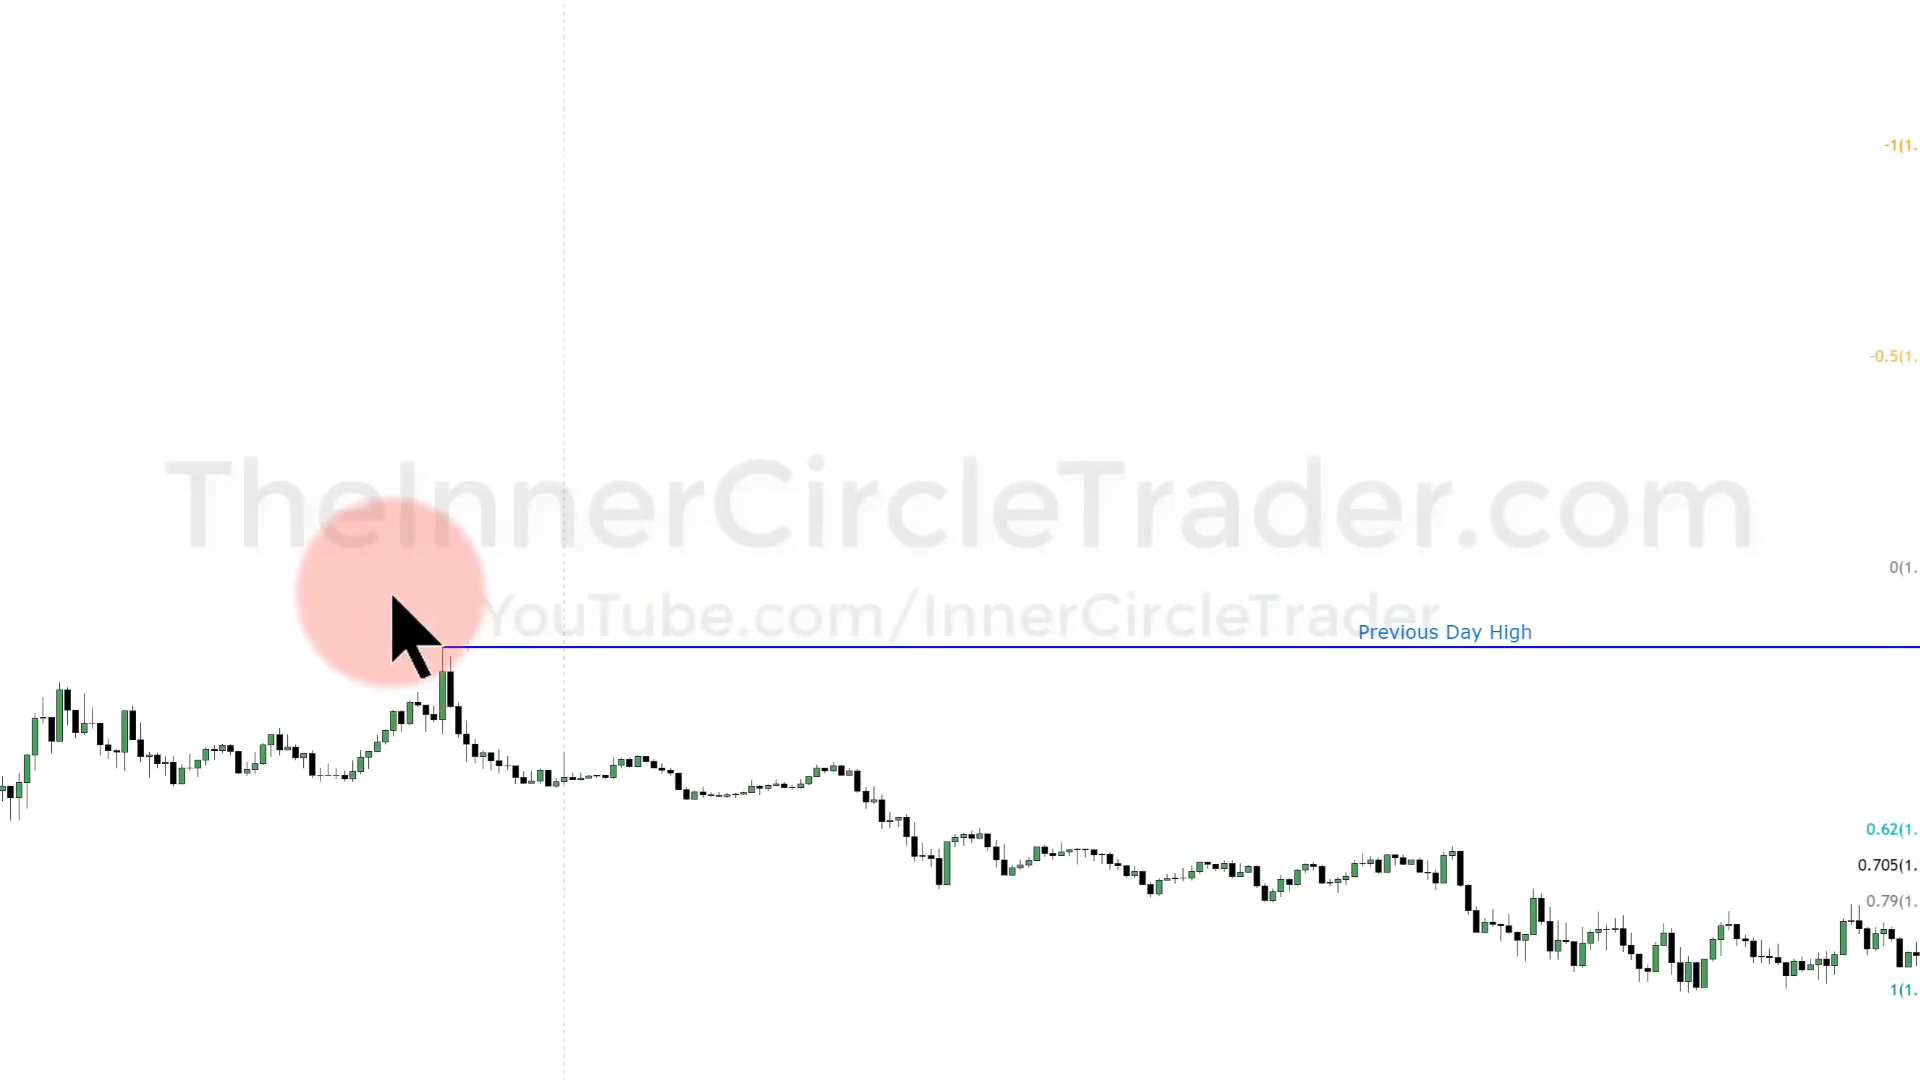 -1(1.
-0.5(1.
TheInnerCircleTrader.com
0(1.
YouTube.com/InnerCircleTrader
Previous Day High
0.62(1.
0.705(1.
0.79(1.
1(1.